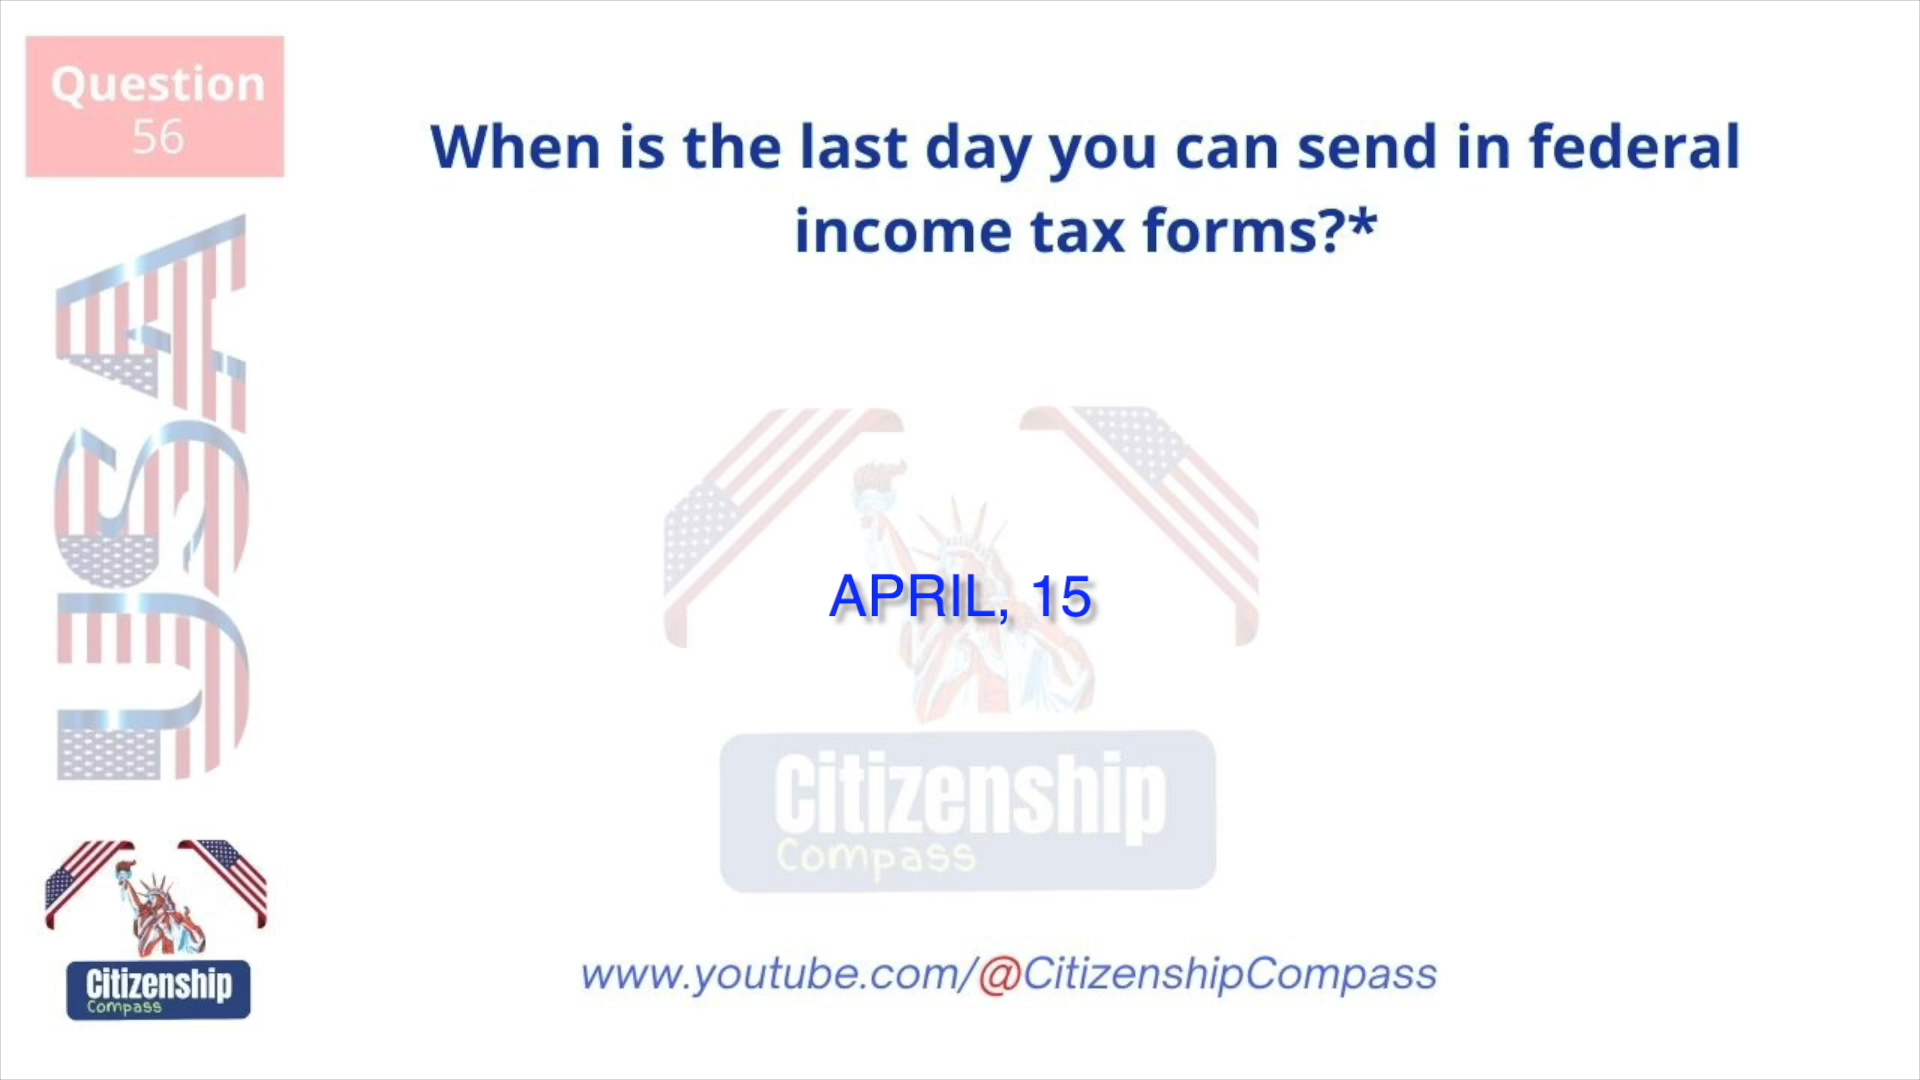 Question
56
When is the last day you can send in federal
income tax forms?*
USA
APRIL, 15
Citizenship
Compass
Citizenship
Compass
www.youtube.com/@CitizenshipCompass